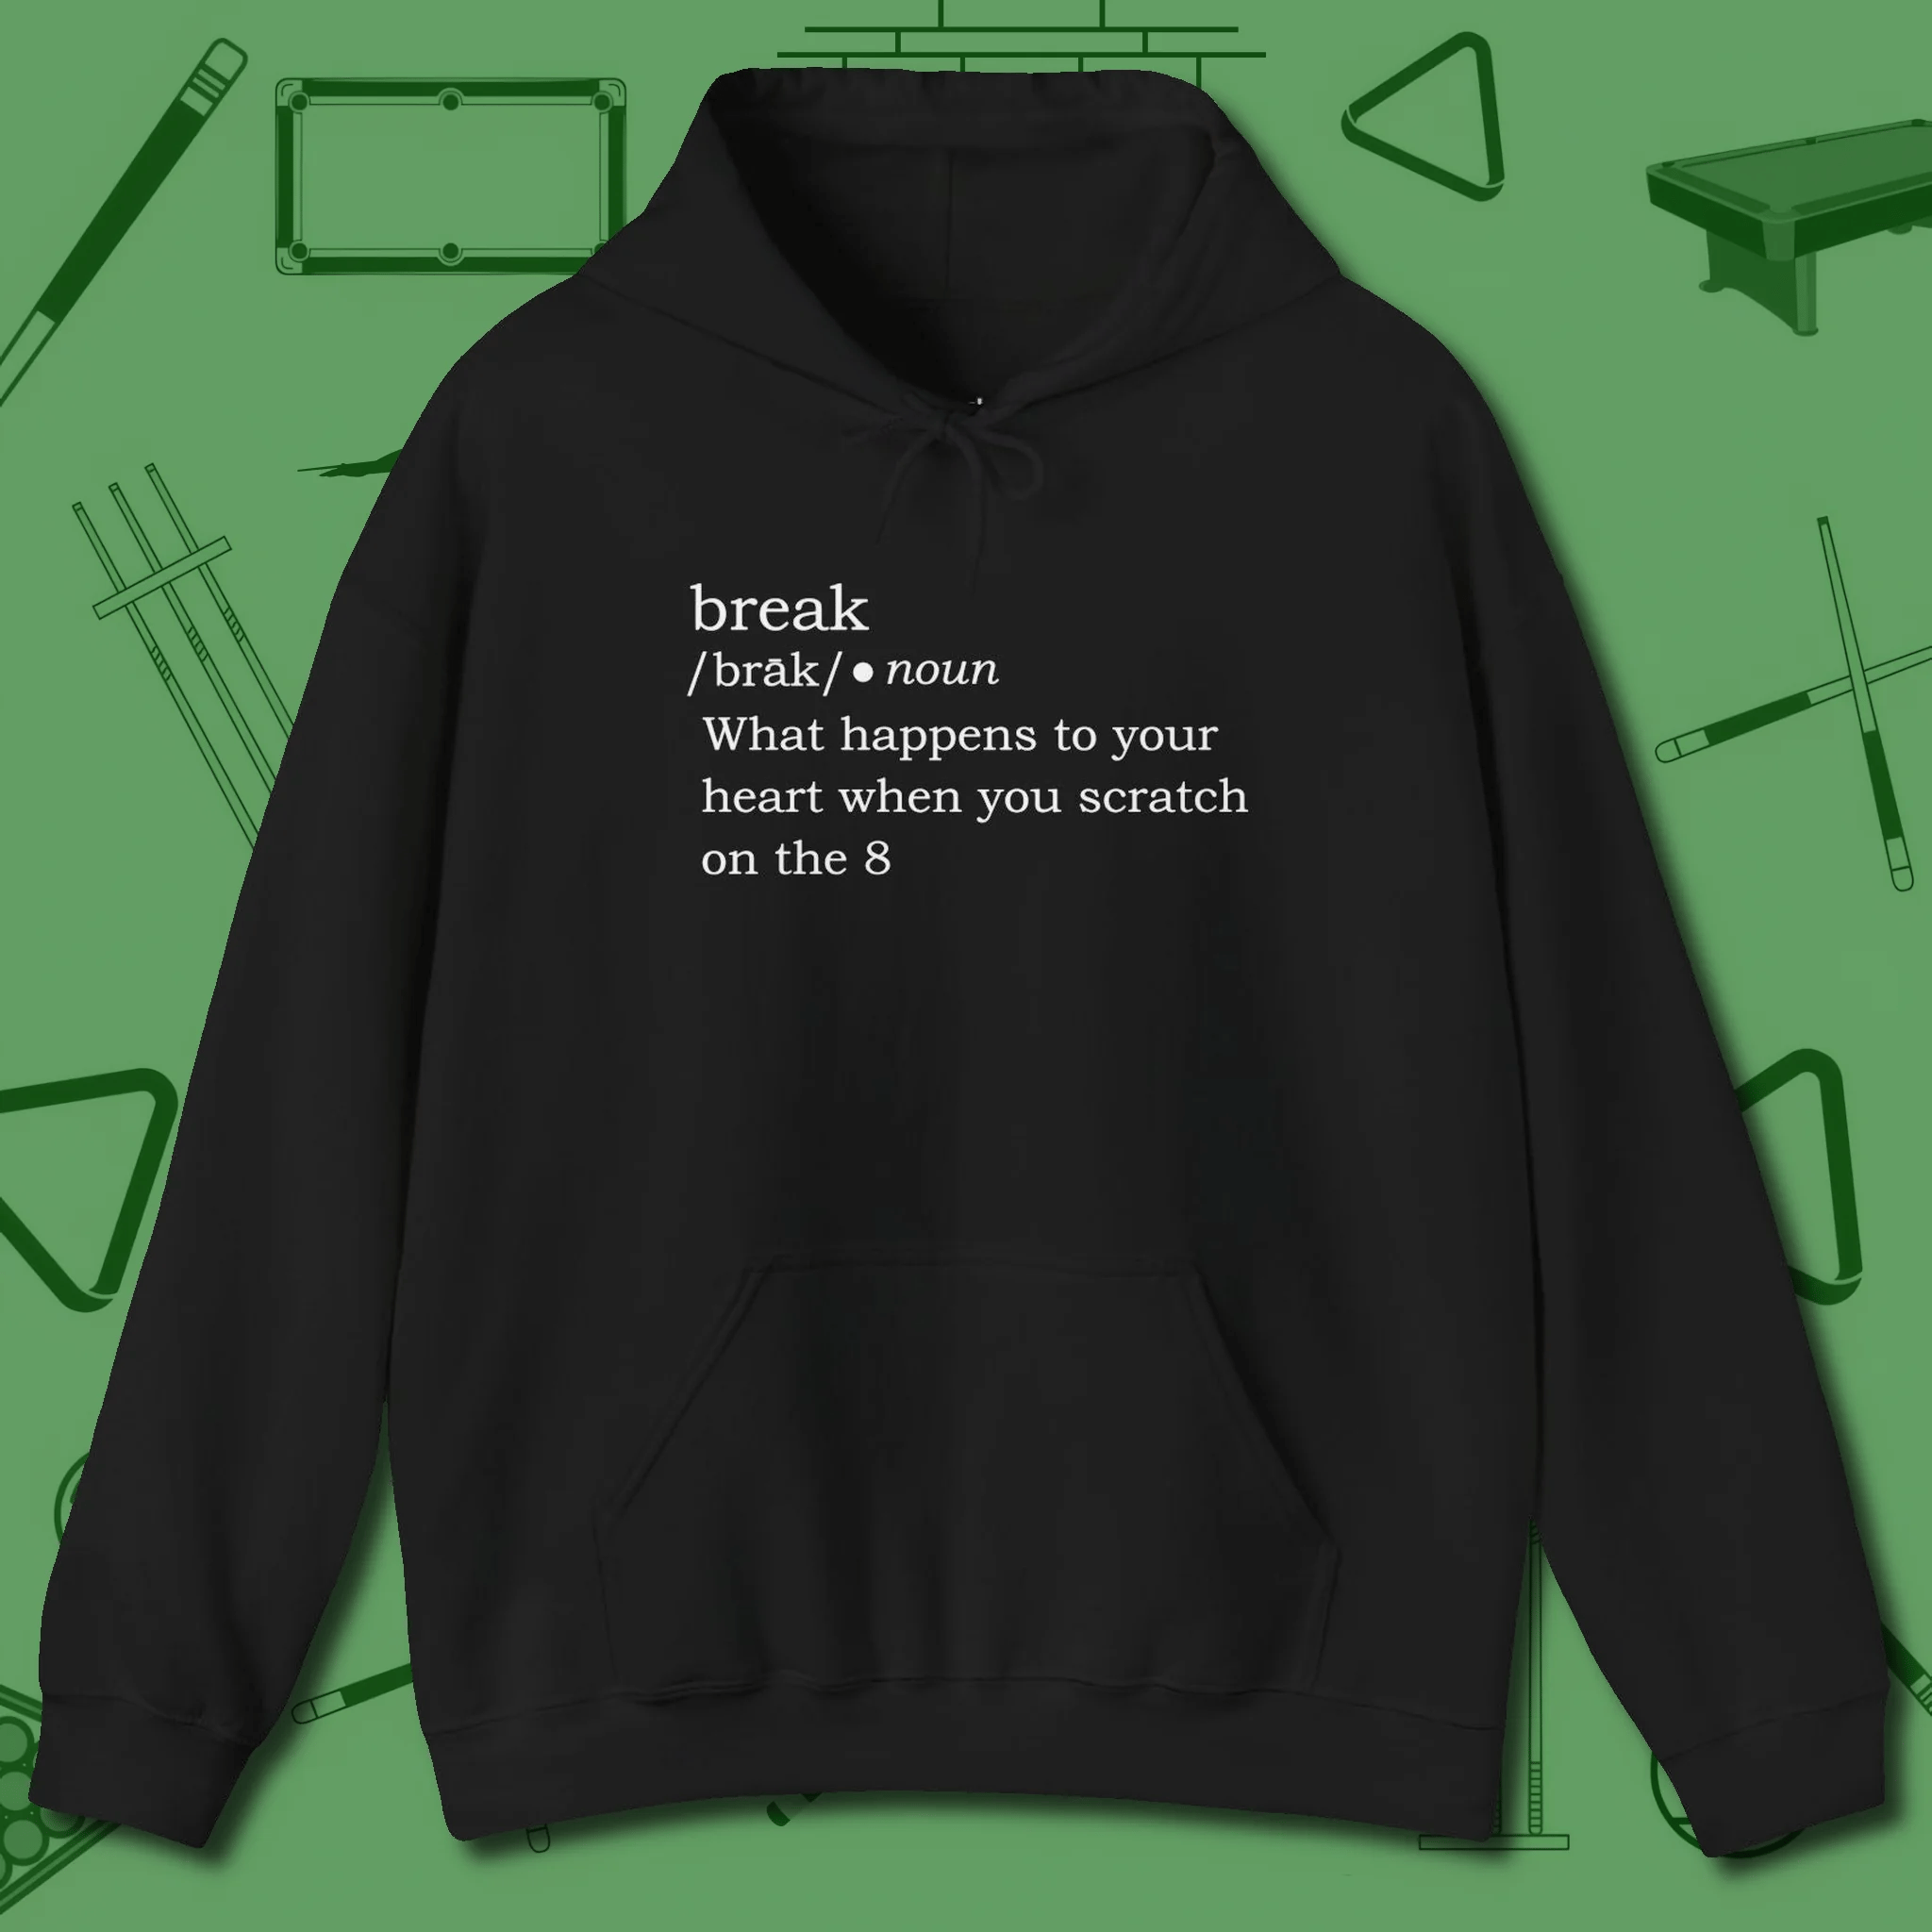 break
/brāk/ ● noun
What happens to your
heart when you scratch
on the 8